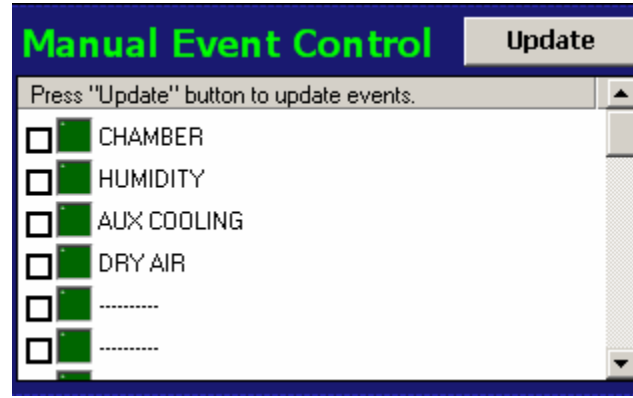 Manual Event Control Update
Press "Update" button to update events.
CHAMBER
HUMIDITY
AUX COOLING
DRY AIR
---------
---------